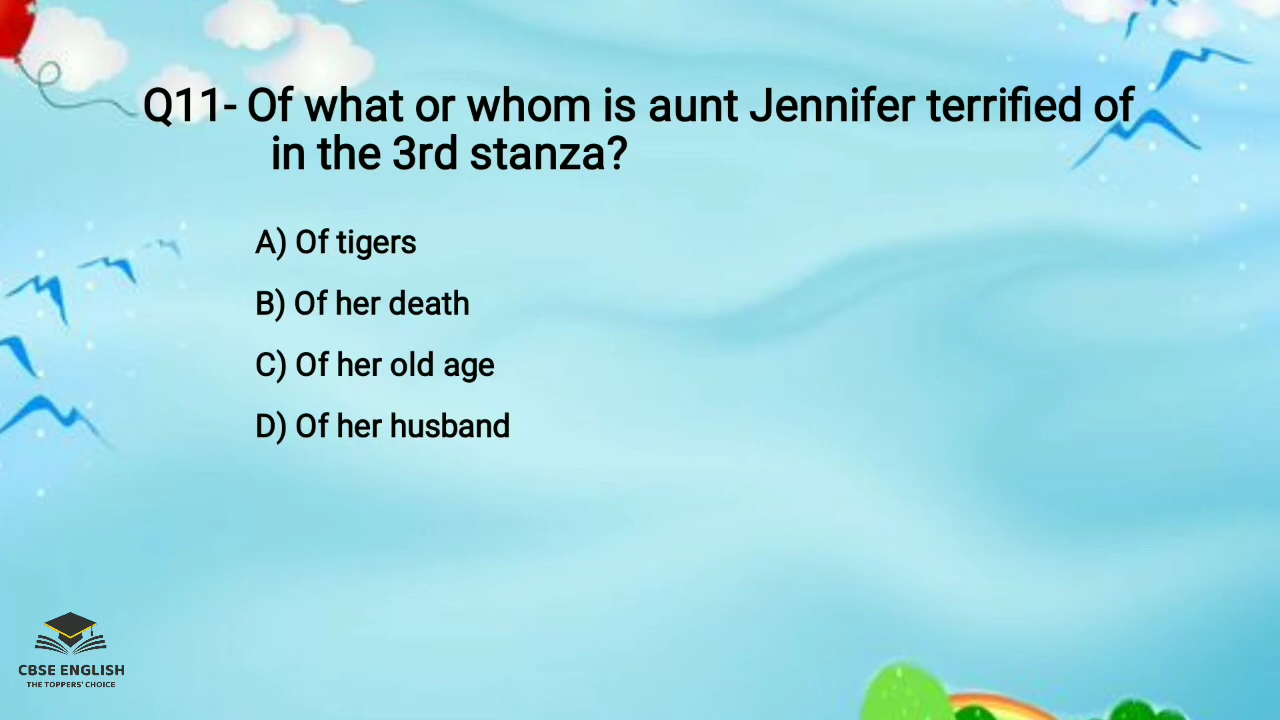 Q11- Of what or whom is aunt Jennifer terrified of
in the 3rd stanza?
A) Of tigers
B) Of her death
C) Of her old age
D) Of her husband
CBSE ENGLISH
THE TOPPERS' CHOICE